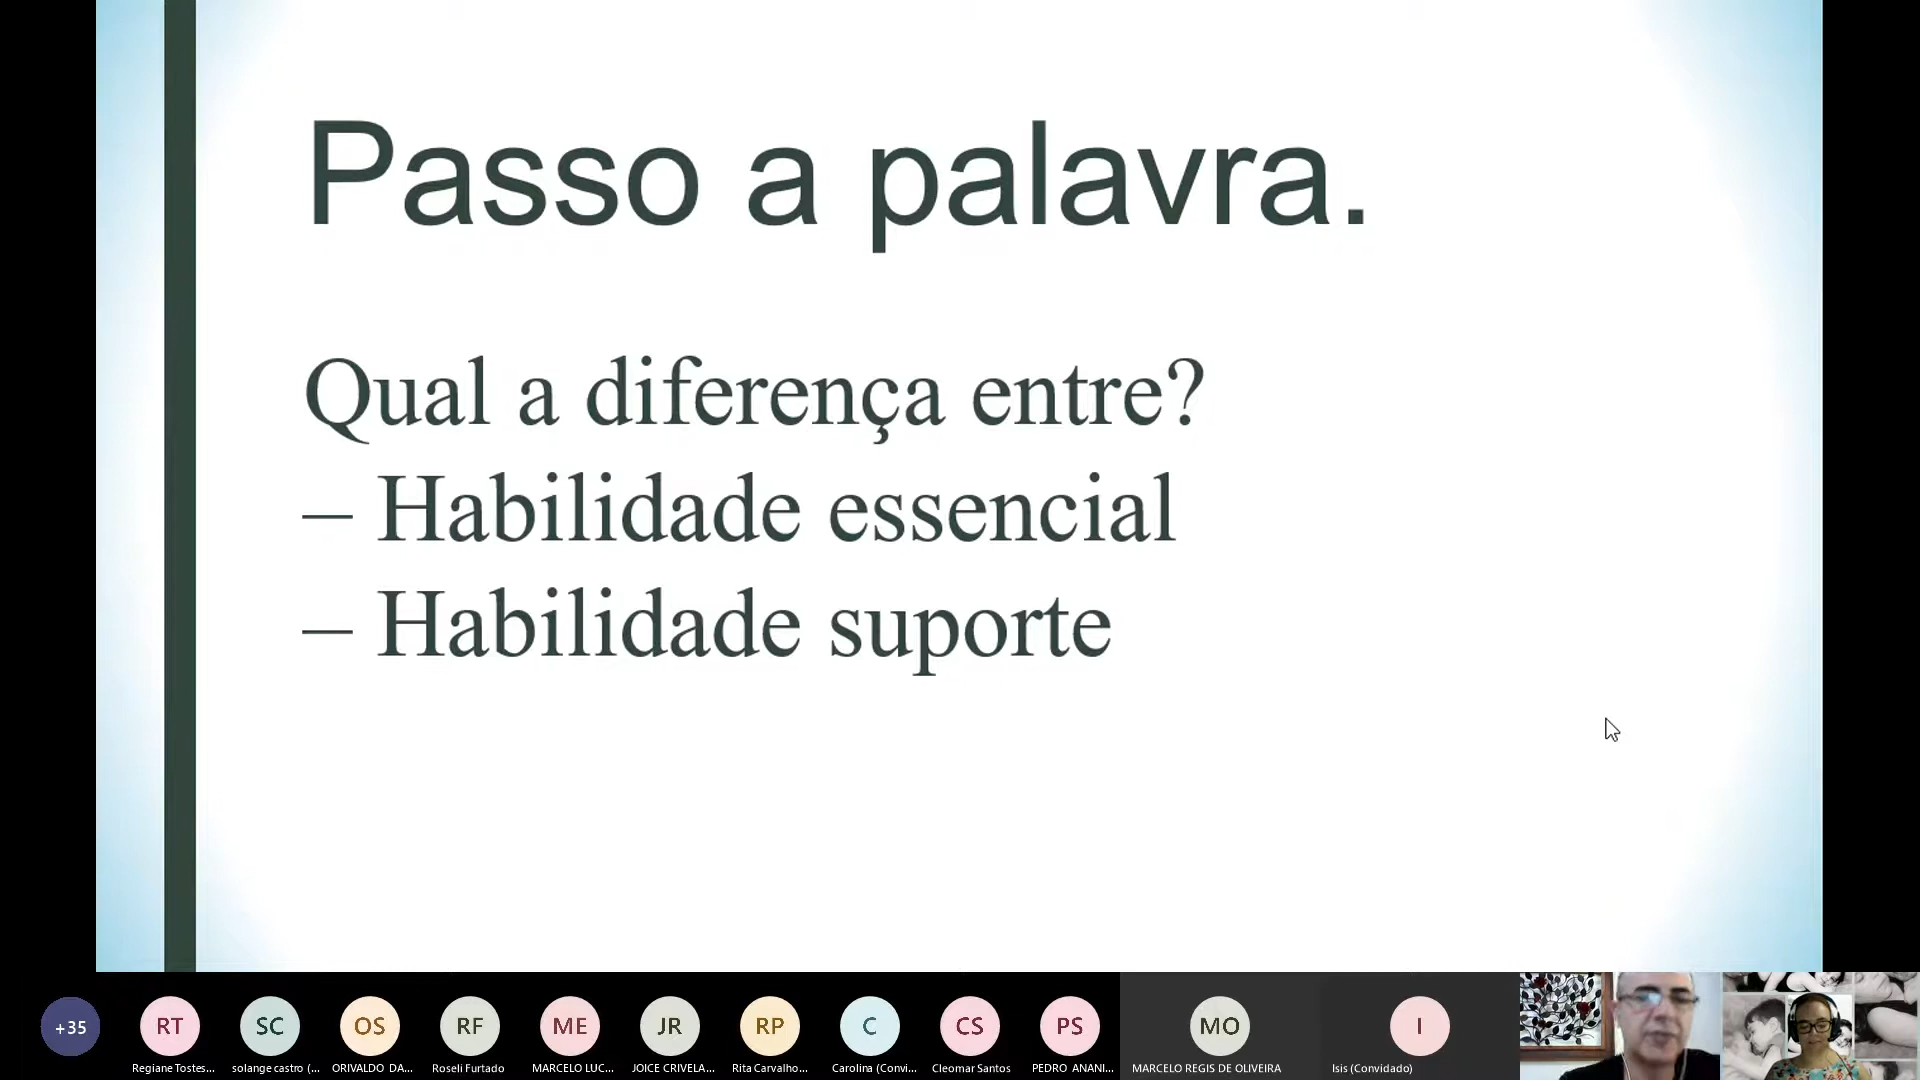 Passo a palavra.
Qual a diferença entre?
– Habilidade essencial
– Habilidade suporte
+35 RT SC OS RF ME JR RP C CS PS MO I
Regiane Tostes... solange castro (... ORIVALDO DA... Roseli Furtado MARCELO LUC... JOICE CRIVELA... Rita Carvalho... Carolina (Convi... Cleomar Santos PEDRO ANANI... MARCELO REGIS DE OLIVEIRA Isis (Convidado)